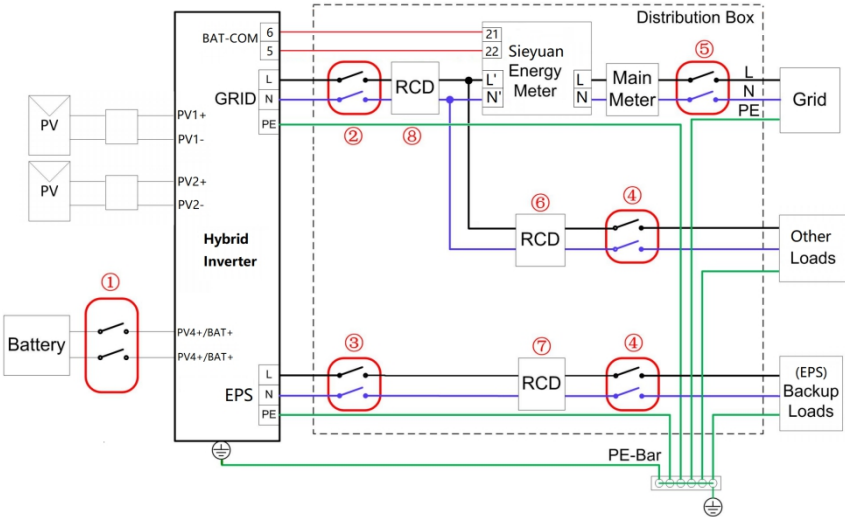 Distribution Box
BAT-COM
6
5
21
22
Sieyuan
Energy
Meter
L'
N'
L
N
⑤
L
N
PE
GRID
L
N
PE
②
RCD
⑧
Main
Meter
Grid
PV
PV1+
PV1-
PV
PV2+
PV2-
Hybrid
Inverter
⑥
RCD
④
Other
Loads
①
Battery
PV4+/BAT+
PV4+/BAT+
③
⑦
④
EPS
L
N
PE
RCD
(EPS)
Backup
Loads
PE-Bar